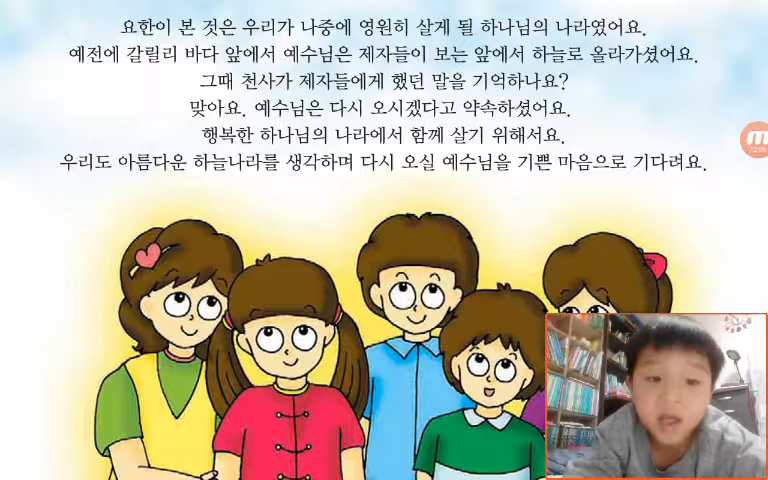 요한이 본 것은 우리가 나중에 영원히 살게 될 하나님의 나라였어요.
예전에 갈릴리 바다 앞에서 예수님은 제자들이 보는 앞에서 하늘로 올라가셨어요.
그때 천사가 제자들에게 했던 말을 기억하나요?
맞아요. 예수님은 다시 오시겠다고 약속하셨어요.
행복한 하나님의 나라에서 함께 살기 위해서요.
우리도 아름다운 하늘나라를 생각하며 다시 오실 예수님을 기쁜 마음으로 기다려요.